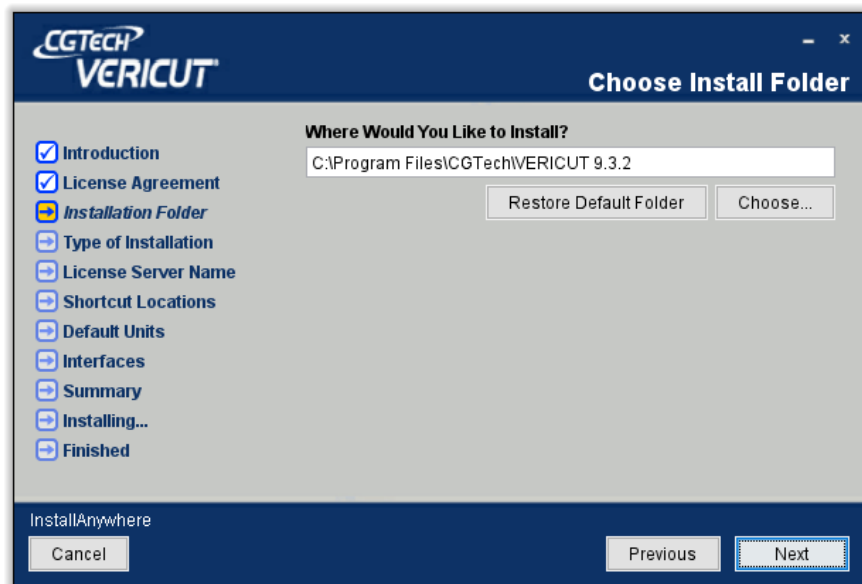 CGTECH
VERICUT
Choose Install Folder
Introduction
License Agreement
Installation Folder
Type of Installation
License Server Name
Shortcut Locations
Default Units
Interfaces
Summary
Installing...
Finished
Where Would You Like to Install?
C:\Program Files\CGTech\VERICUT 9.3.2
Restore Default Folder
Choose...
InstallAnywhere
Cancel
Previous
Next